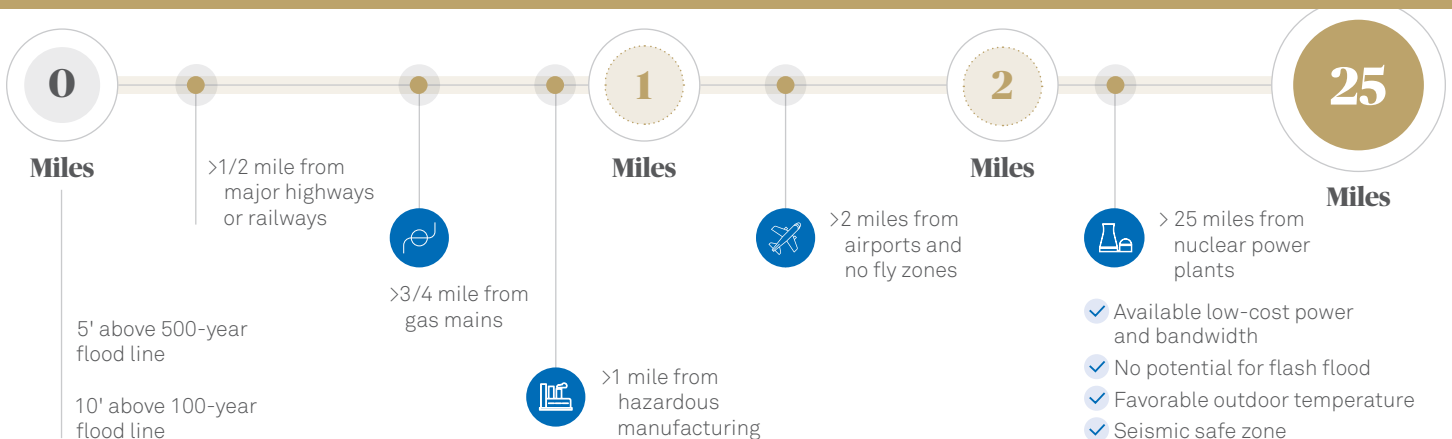 0
Miles
>1/2 mile from
major highways
or railways
5' above 500-year
flood line
10' above 100-year
flood line
>3/4 mile from
gas mains
>1 mile from
hazardous
manufacturing
1
Miles
>2 miles from
airports and
no fly zones
2
Miles
> 25 miles from
nuclear power
plants
25
Miles
Available low-cost power
and bandwidth
No potential for flash flood
Favorable outdoor temperature
Seismic safe zone